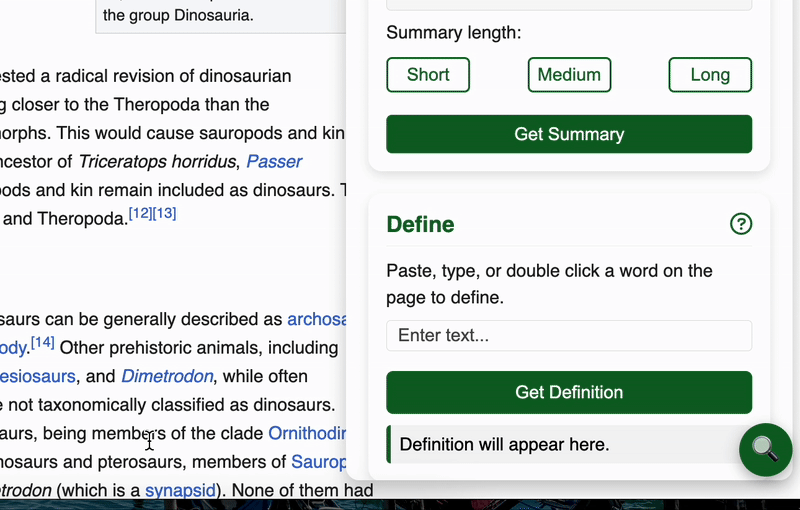 the group Dinosauria.
ested a radical revision of dinosaurian
g closer to the Theropoda than the
norphs. This would cause sauropods and kin
ncestor of Triceratops horridus, Passer
pods and kin remain included as dinosaurs. T
and Theropoda.[12][13]
saurs can be generally described as archosa
ody.[14] Other prehistoric animals, including
esiosaurs, and Dimetrodon, while often
e not taxonomically classified as dinosaurs.
aurs, being members of the clade Ornithodir
nosaurs and pterosaurs, members of Saurop
etrodon (which is a synapsid). None of them had
Summary length:
Short
Medium
Long
Get Summary
Define
?
Paste, type, or double click a word on the
page to define.
Enter text...
Get Definition
Definition will appear here.